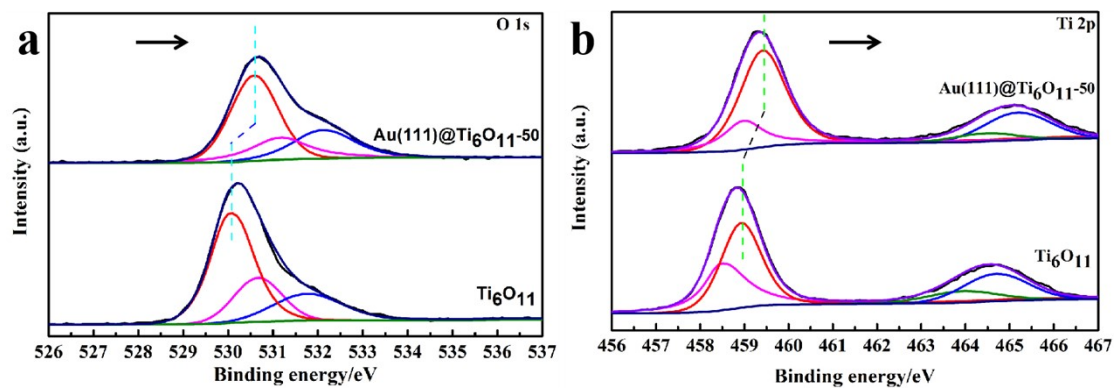 a
O 1s
Au(111)@Ti₆O₁₁-50
Ti₆O₁₁
Intensity (a.u.)
526 527 528 529 530 531 532 533 534 535 536 537
Binding energy/eV
b
Ti 2p
Au(111)@Ti₆O₁₁-50
Ti₆O₁₁
Intensity (a.u.)
456 457 458 459 460 461 462 463 464 465 466 467
Binding energy/eV